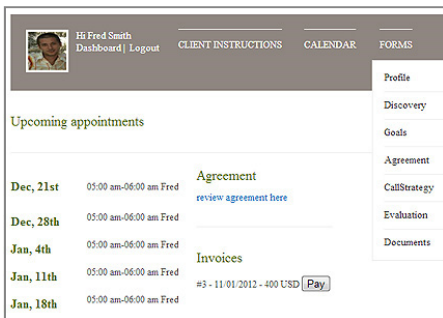 Hi Fred Smith
Dashboard | Logout
CLIENT INSTRUCTIONS
CALENDAR
FORMS
Profile
Discovery
Goals
Agreement
CallStrategy
Evaluation
Documents
Upcoming appointments
Dec, 21st 05:00 am-06:00 am Fred
Dec, 28th 05:00 am-06:00 am Fred
Jan, 4th 05:00 am-06:00 am Fred
Jan, 11th 05:00 am-06:00 am Fred
Jan, 18th 05:00 am-06:00 am Fred
Agreement
review agreement here
Invoices
#3 - 11/01/2012 - 400 USD Pay